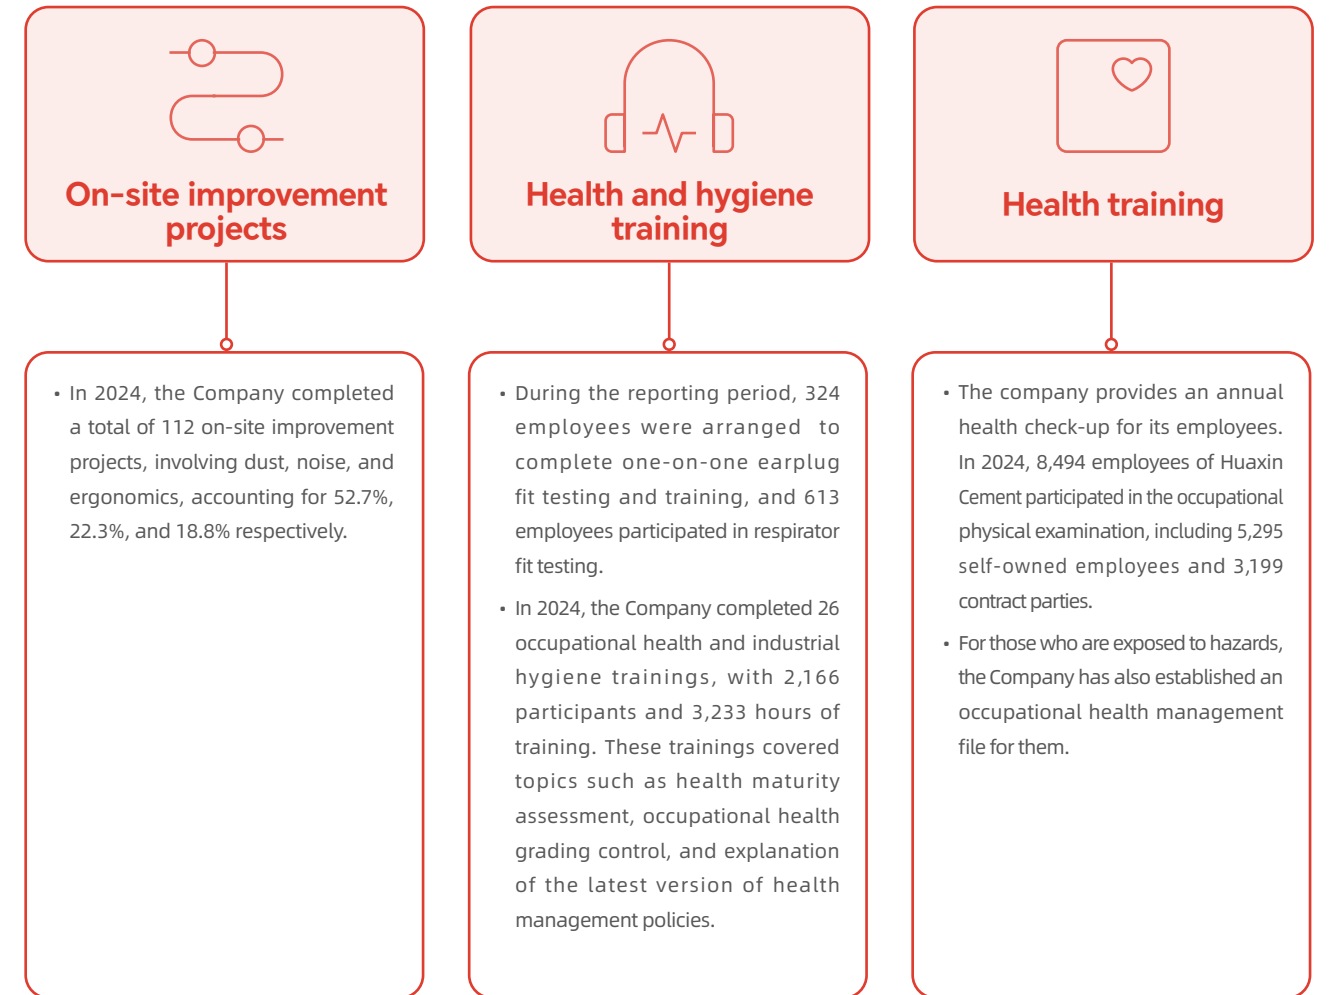 On-site improvement
projects
• In 2024, the Company completed
a total of 112 on-site improvement
projects, involving dust, noise, and
ergonomics, accounting for 52.7%,
22.3%, and 18.8% respectively.
Health and hygiene
training
• During the reporting period, 324
employees were arranged to
complete one-on-one earplug
fit testing and training, and 613
employees participated in respirator
fit testing.
• In 2024, the Company completed 26
occupational health and industrial
hygiene trainings, with 2,166
participants and 3,233 hours of
training. These trainings covered
topics such as health maturity
assessment, occupational health
grading control, and explanation
of the latest version of health
management policies.
Health training
• The company provides an annual
health check-up for its employees.
In 2024, 8,494 employees of Huaxin
Cement participated in the occupational
physical examination, including 5,295
self-owned employees and 3,199
contract parties.
• For those who are exposed to hazards,
the Company has also established an
occupational health management
file for them.